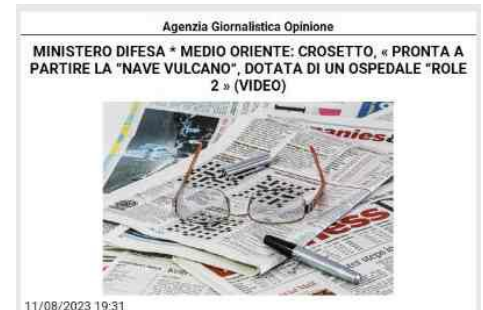 Agenzia Giornalistica Opinione
MINISTERO DIFESA * MEDIO ORIENTE: CROSETTO, « PRONTA A
PARTIRE LA “NAVE VULCANO”, DOTATA DI UN OSPEDALE “ROLE
2 » (VIDEO)
11/08/2023 19:31